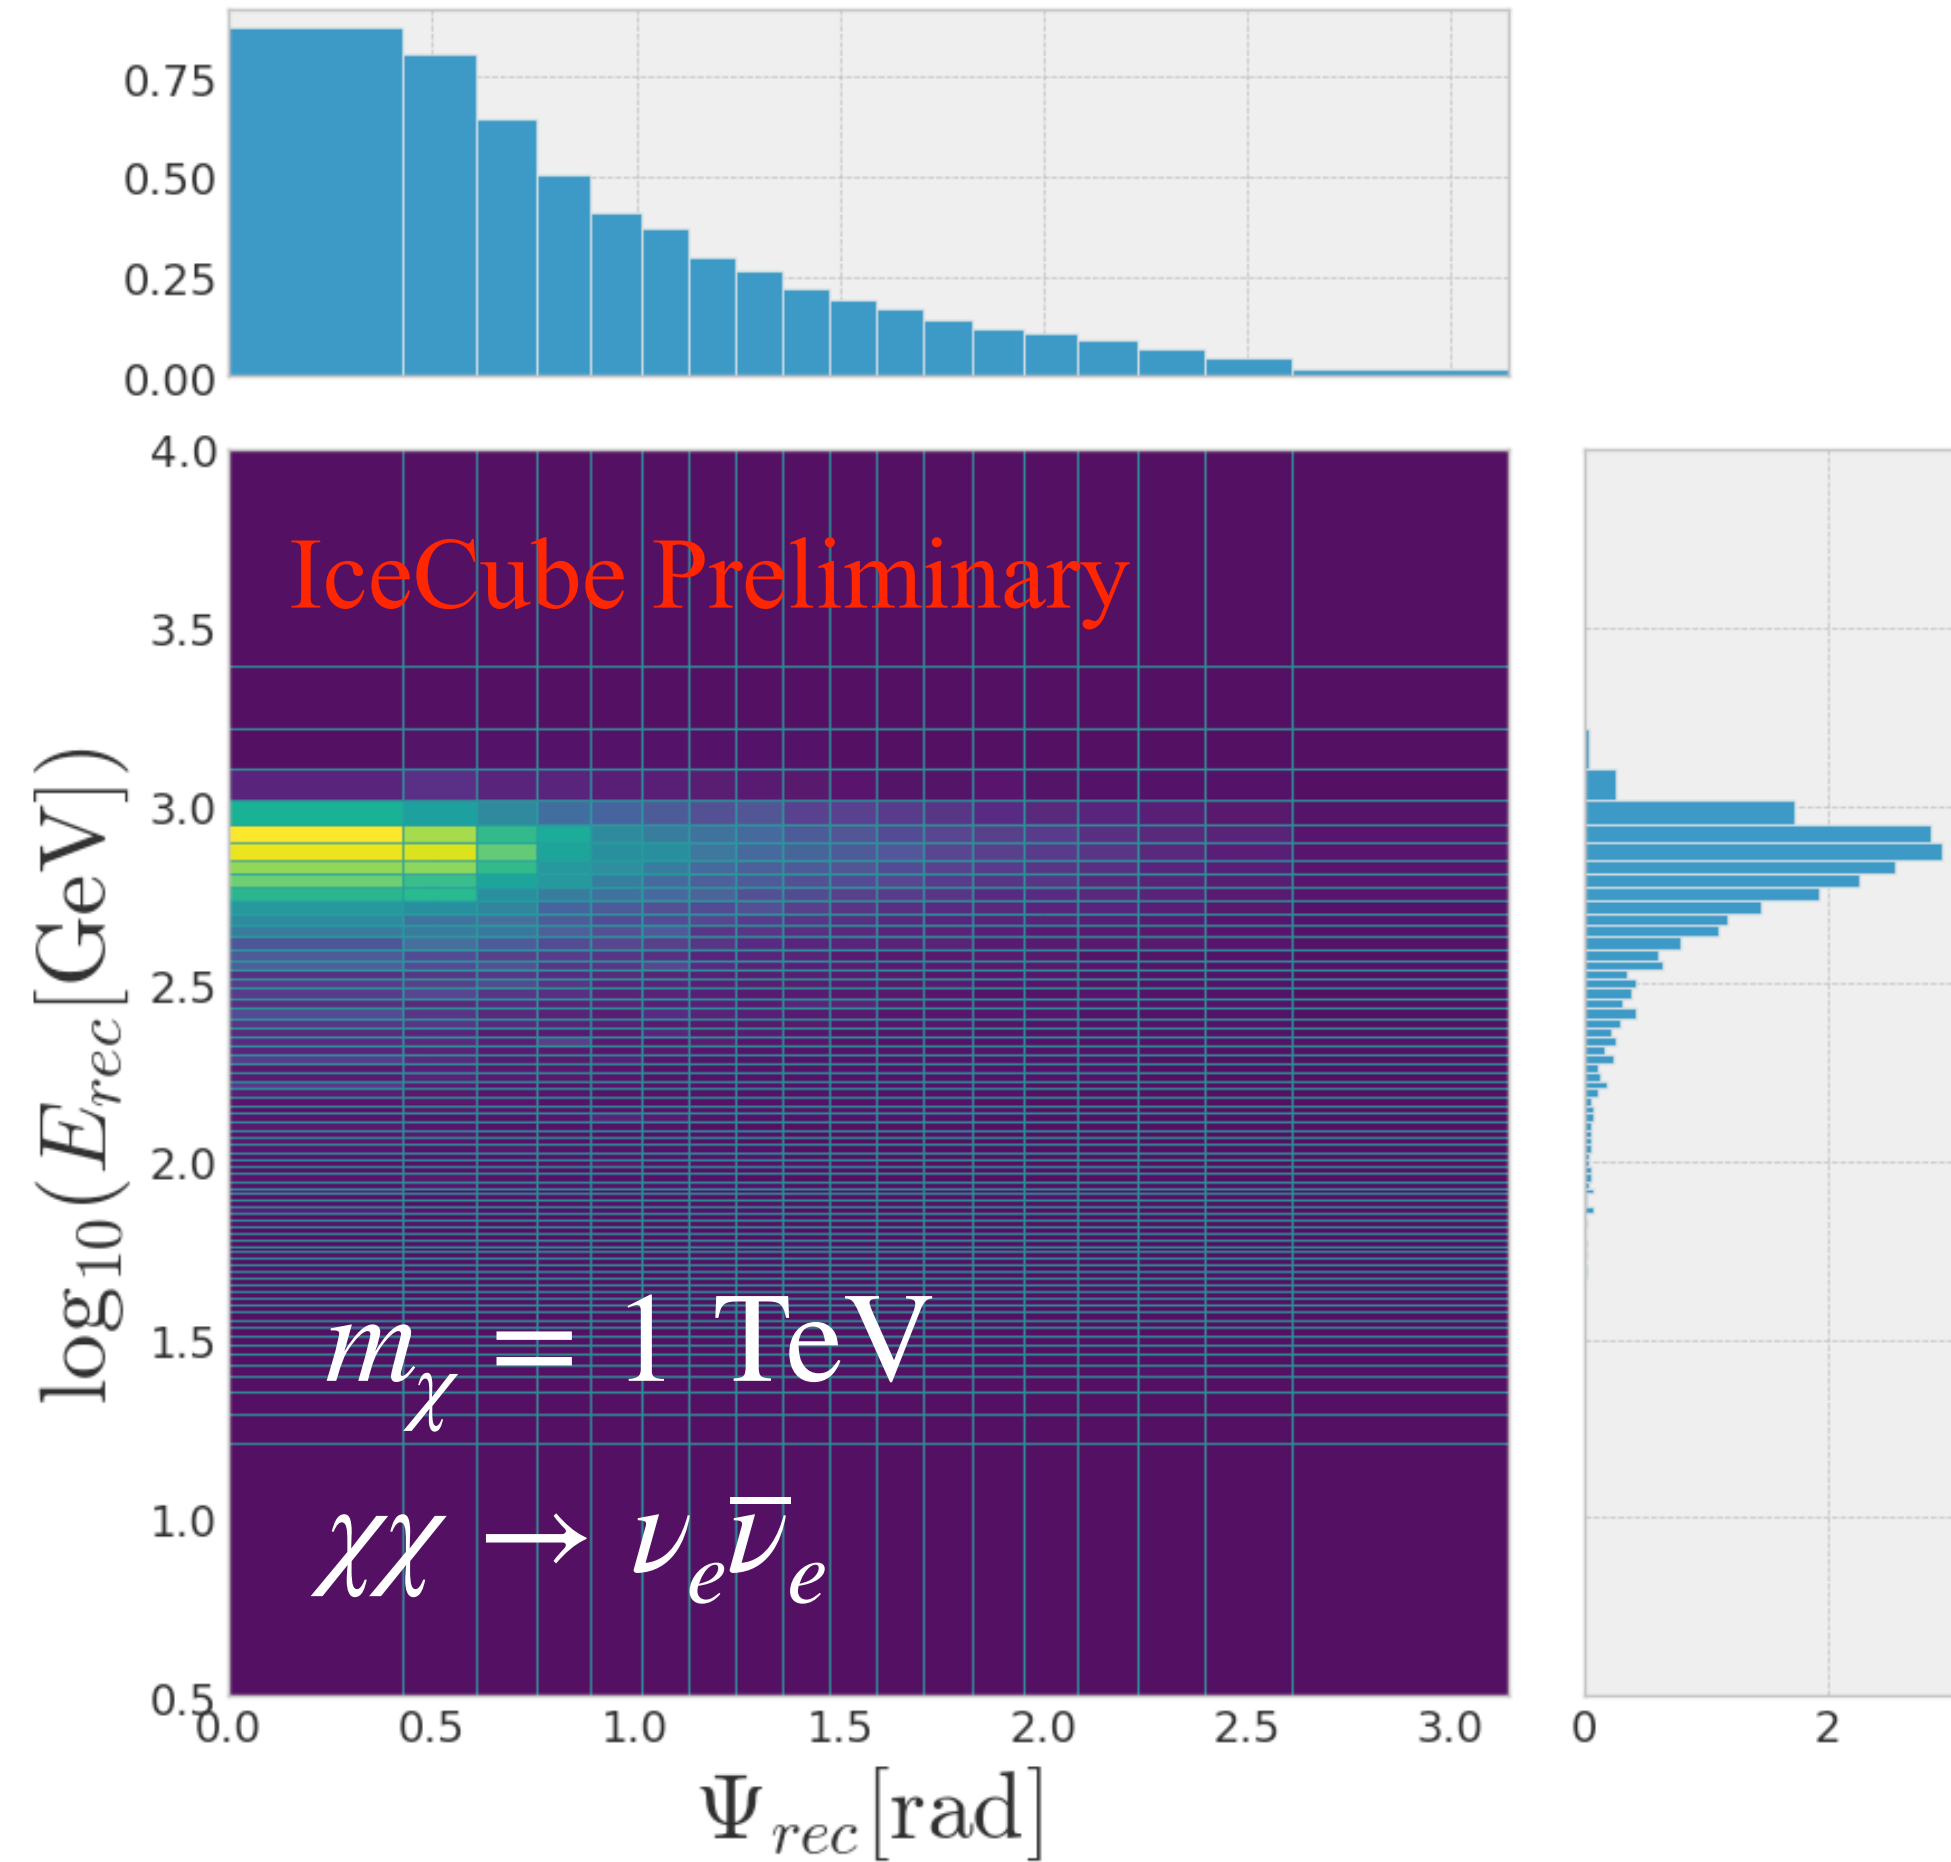 0.75
0.50
0.25
0.00
4.0
IceCube Preliminary
3.5
3.0
2.5
2.0
1.5
1.0
0.5
log₁₀(E_rec[GeV])
m_χ = 1 TeV
χχ → ν_e ν̄_e
0.0 0.5 1.0 1.5 2.0 2.5 3.0
0 2
Ψ_rec[rad]